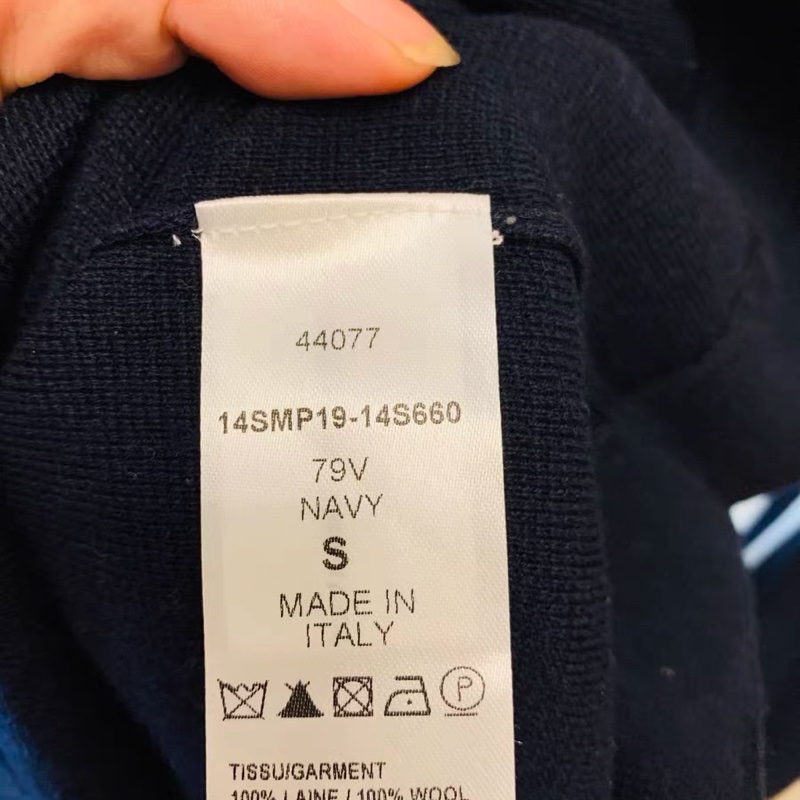 44077
14SMP19-14S660
79V
NAVY
S
MADE IN
ITALY
P
TISSU/GARMENT
100% LAINE / 100% WOOL